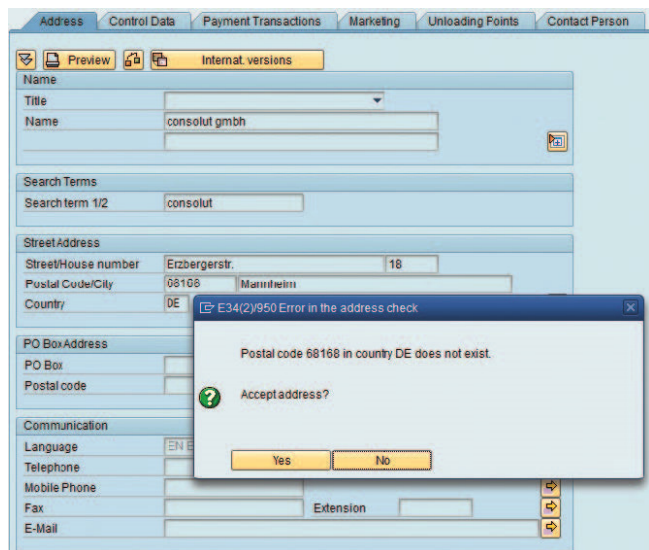 Address Control Data Payment Transactions Marketing Unloading Points Contact Person
Preview Internat. versions
Name
Title
Name consolut gmbh
Search Terms
Search term 1/2 consolut
Street Address
Street/House number Erzbergerstr. 18
Postal Code/City 68168 Mannheim
Country DE
E34(2)/950 Error in the address check
Postal code 68168 in country DE does not exist.
Accept address?
Yes No
PO Box Address
PO Box
Postal code
Communication
Language EN E
Telephone
Mobile Phone
Fax Extension
E-Mail